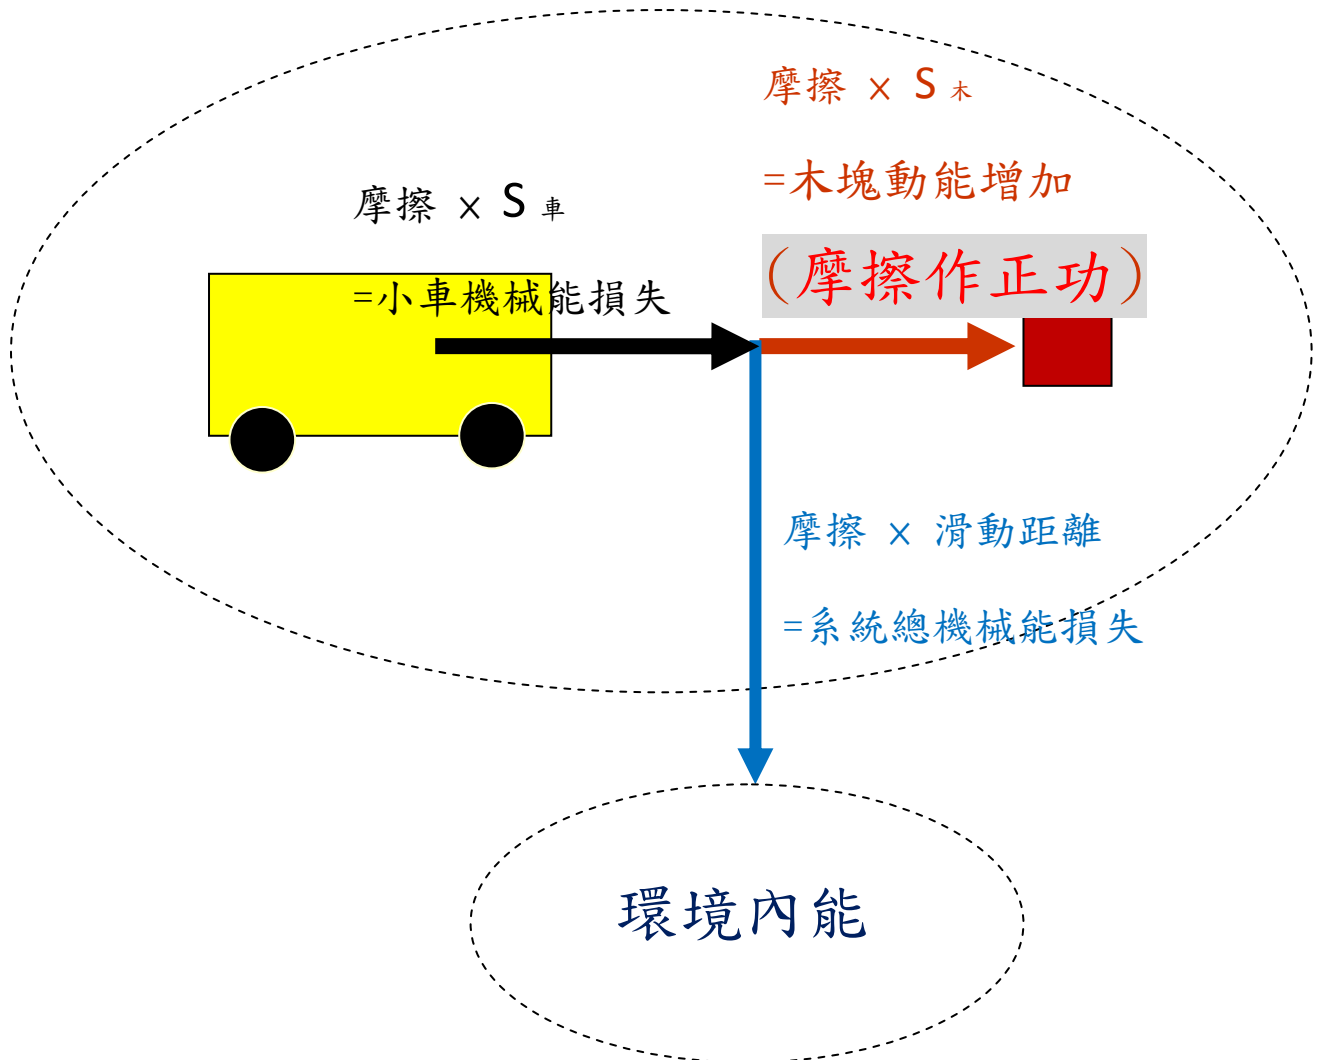 摩擦 × S 車
=小車機械能損失
摩擦 × S 木
=木塊動能增加
(摩擦作正功)
摩擦 × 滑動距離
=系統總機械能損失
環境內能